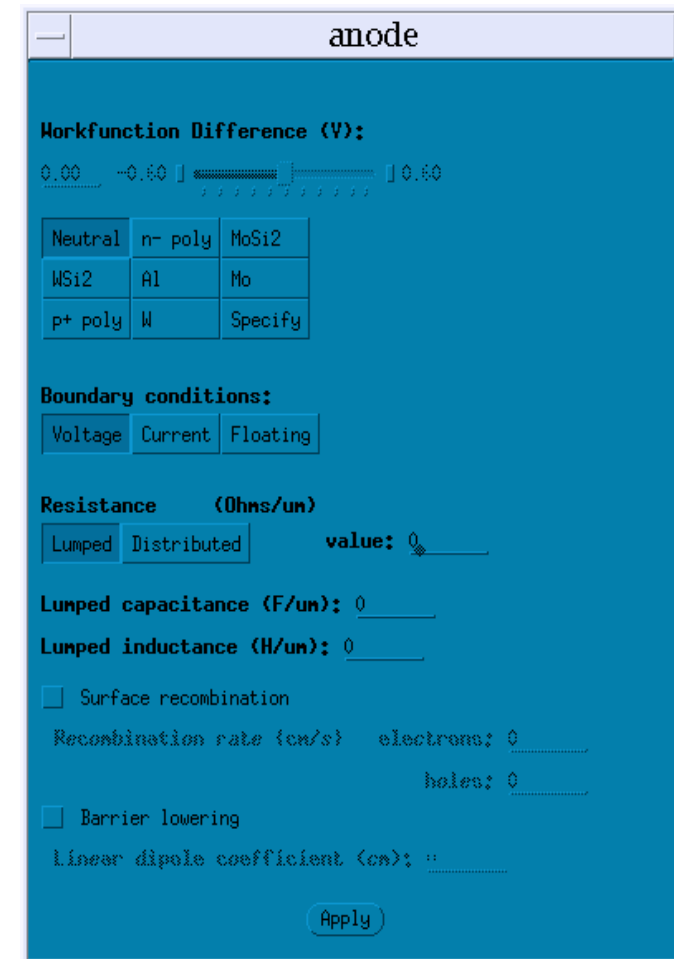 anode
Workfunction Difference (V):
0.00 -0.60 0.60
Neutral n- poly MoSi2
WSi2 Al Mo
p+ poly W Specify
Boundary conditions:
Voltage Current Floating
Resistance (Ohms/um)
Lumped Distributed value: 0
Lumped capacitance (F/um): 0
Lumped inductance (H/um): 0
Surface recombination
Recombination rate (cm/s) electrons: 0
holes: 0
Barrier lowering
Linear dipole coefficient (cm):
Apply